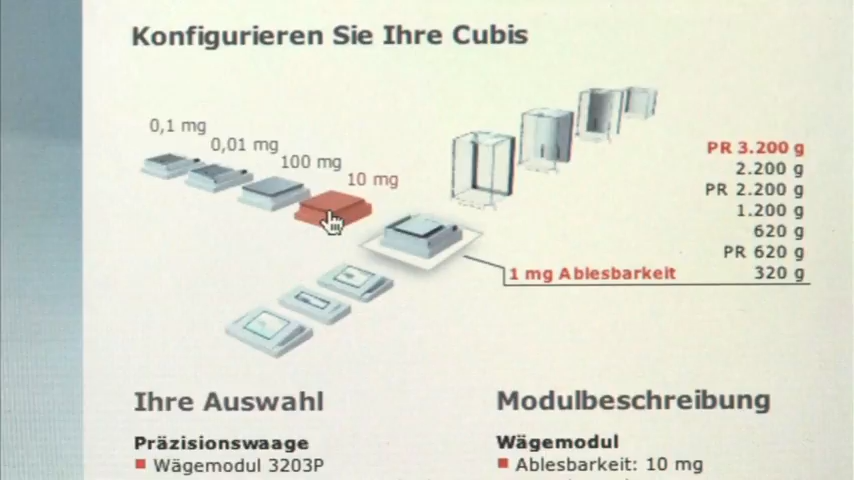 Konfigurieren Sie Ihre Cubis
0,1 mg
0,01 mg
100 mg
10 mg
PR 3.200 g
2.200 g
PR 2.200 g
1.200 g
620 g
PR 620 g
1 mg Ablesbarkeit 320 g
Ihre Auswahl
Präzisionswaage
Wägemodul 3203P
Modulbeschreibung
Wägemodul
Ablesbarkeit: 10 mg